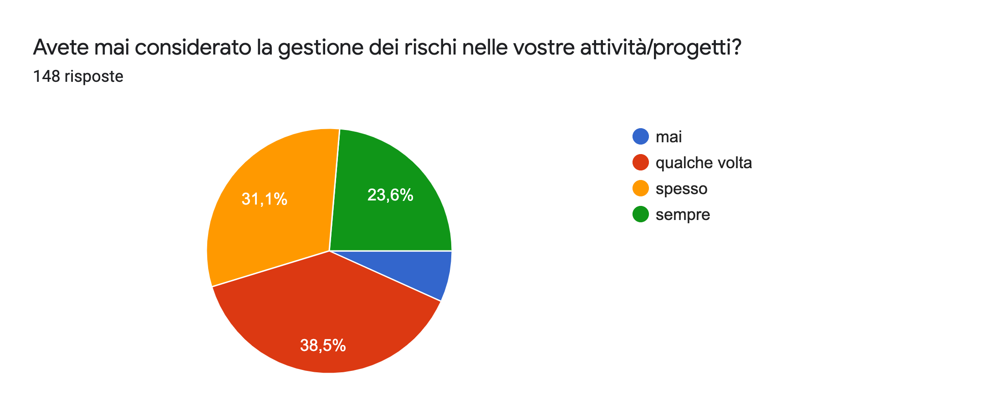 Avete mai considerato la gestione dei rischi nelle vostre attività/progetti?
148 risposte
mai
qualche volta
spesso
sempre
31,1%
23,6%
38,5%